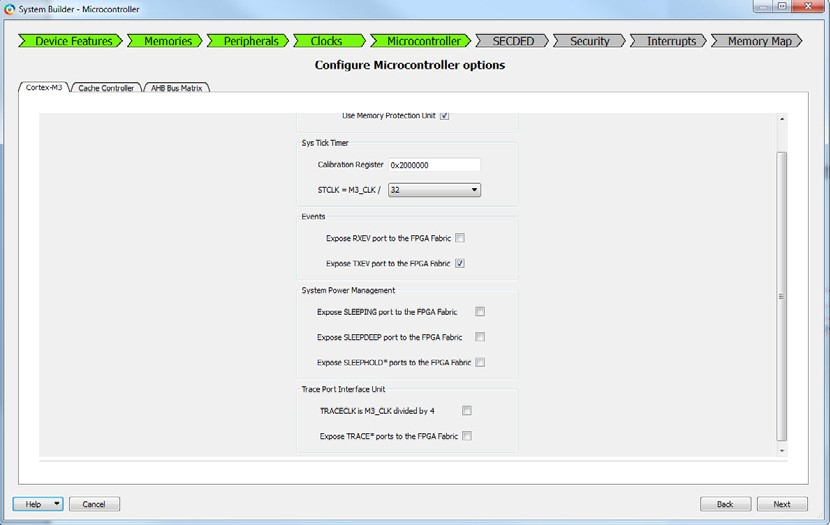 System Builder - Microcontroller
Device Features Memories Peripherals Clocks Microcontroller SECDED Security Interrupts Memory Map
Configure Microcontroller options
Cortex-M3 Cache Controller AHB Bus Matrix
Use Memory Protection Unit
Sys Tick Timer
Calibration Register 0x2000000
STCLK = M3_CLK / 32
Events
Expose RXEV port to the FPGA Fabric
Expose TXEV port to the FPGA Fabric
System Power Management
Expose SLEEPING port to the FPGA Fabric
Expose SLEEPDEEP port to the FPGA Fabric
Expose SLEEPHOLD* ports to the FPGA Fabric
Trace Port Interface Unit
TRACECLK is M3_CLK divided by 4
Expose TRACE* ports to the FPGA Fabric
Help Cancel Back Next